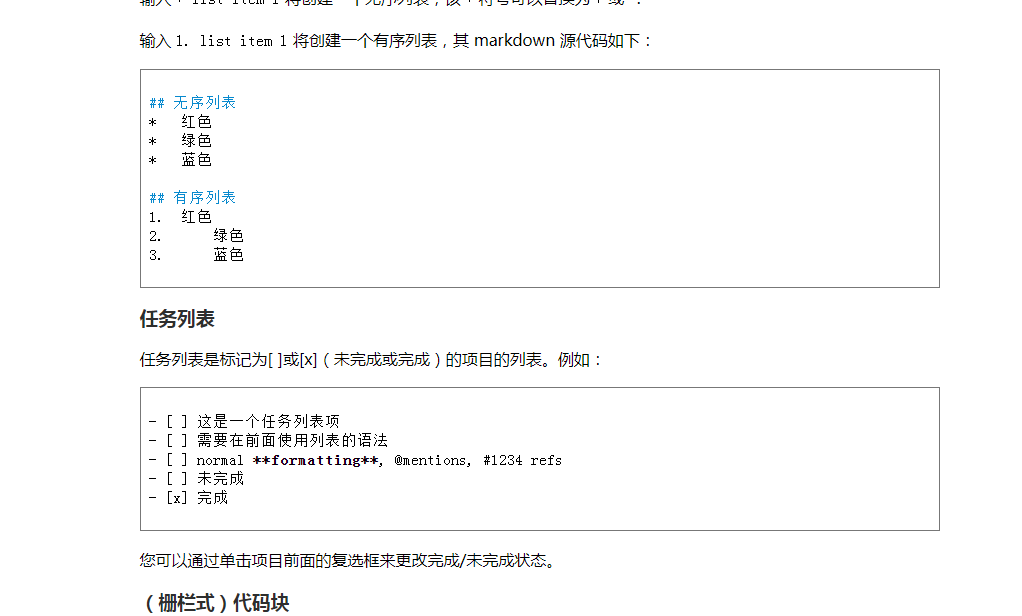 输入 1. list item 1 将创建一个有序列表，其 markdown 源代码如下：
## 无序列表
*   红色
*   绿色
*   蓝色
## 有序列表
1.  红色
2.      绿色
3.      蓝色
任务列表
任务列表是标记为[ ]或[x]（未完成或完成）的项目的列表。例如：
- [ ] 这是一个任务列表项
- [ ] 需要在前面使用列表的语法
- [ ] normal **formatting**, @mentions, #1234 refs
- [ ] 未完成
- [x] 完成
您可以通过单击项目前面的复选框来更改完成/未完成状态。
（栅栏式）代码块